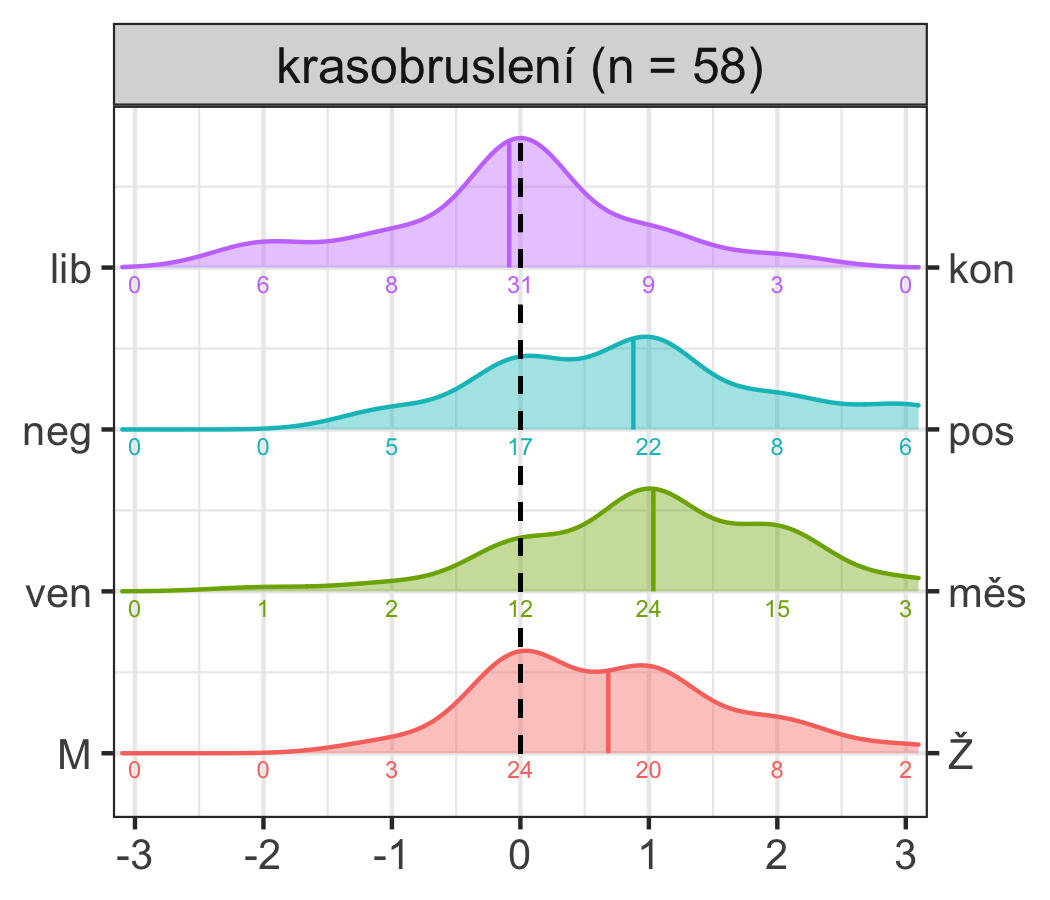 krasobruslení (n = 58)
lib kon
0 6 8 31 9 3 0
neg pos
0 0 5 17 22 8 6
ven měs
0 1 2 12 24 15 3
M Ž
0 0 3 24 20 8 2
-3 -2 -1 0 1 2 3